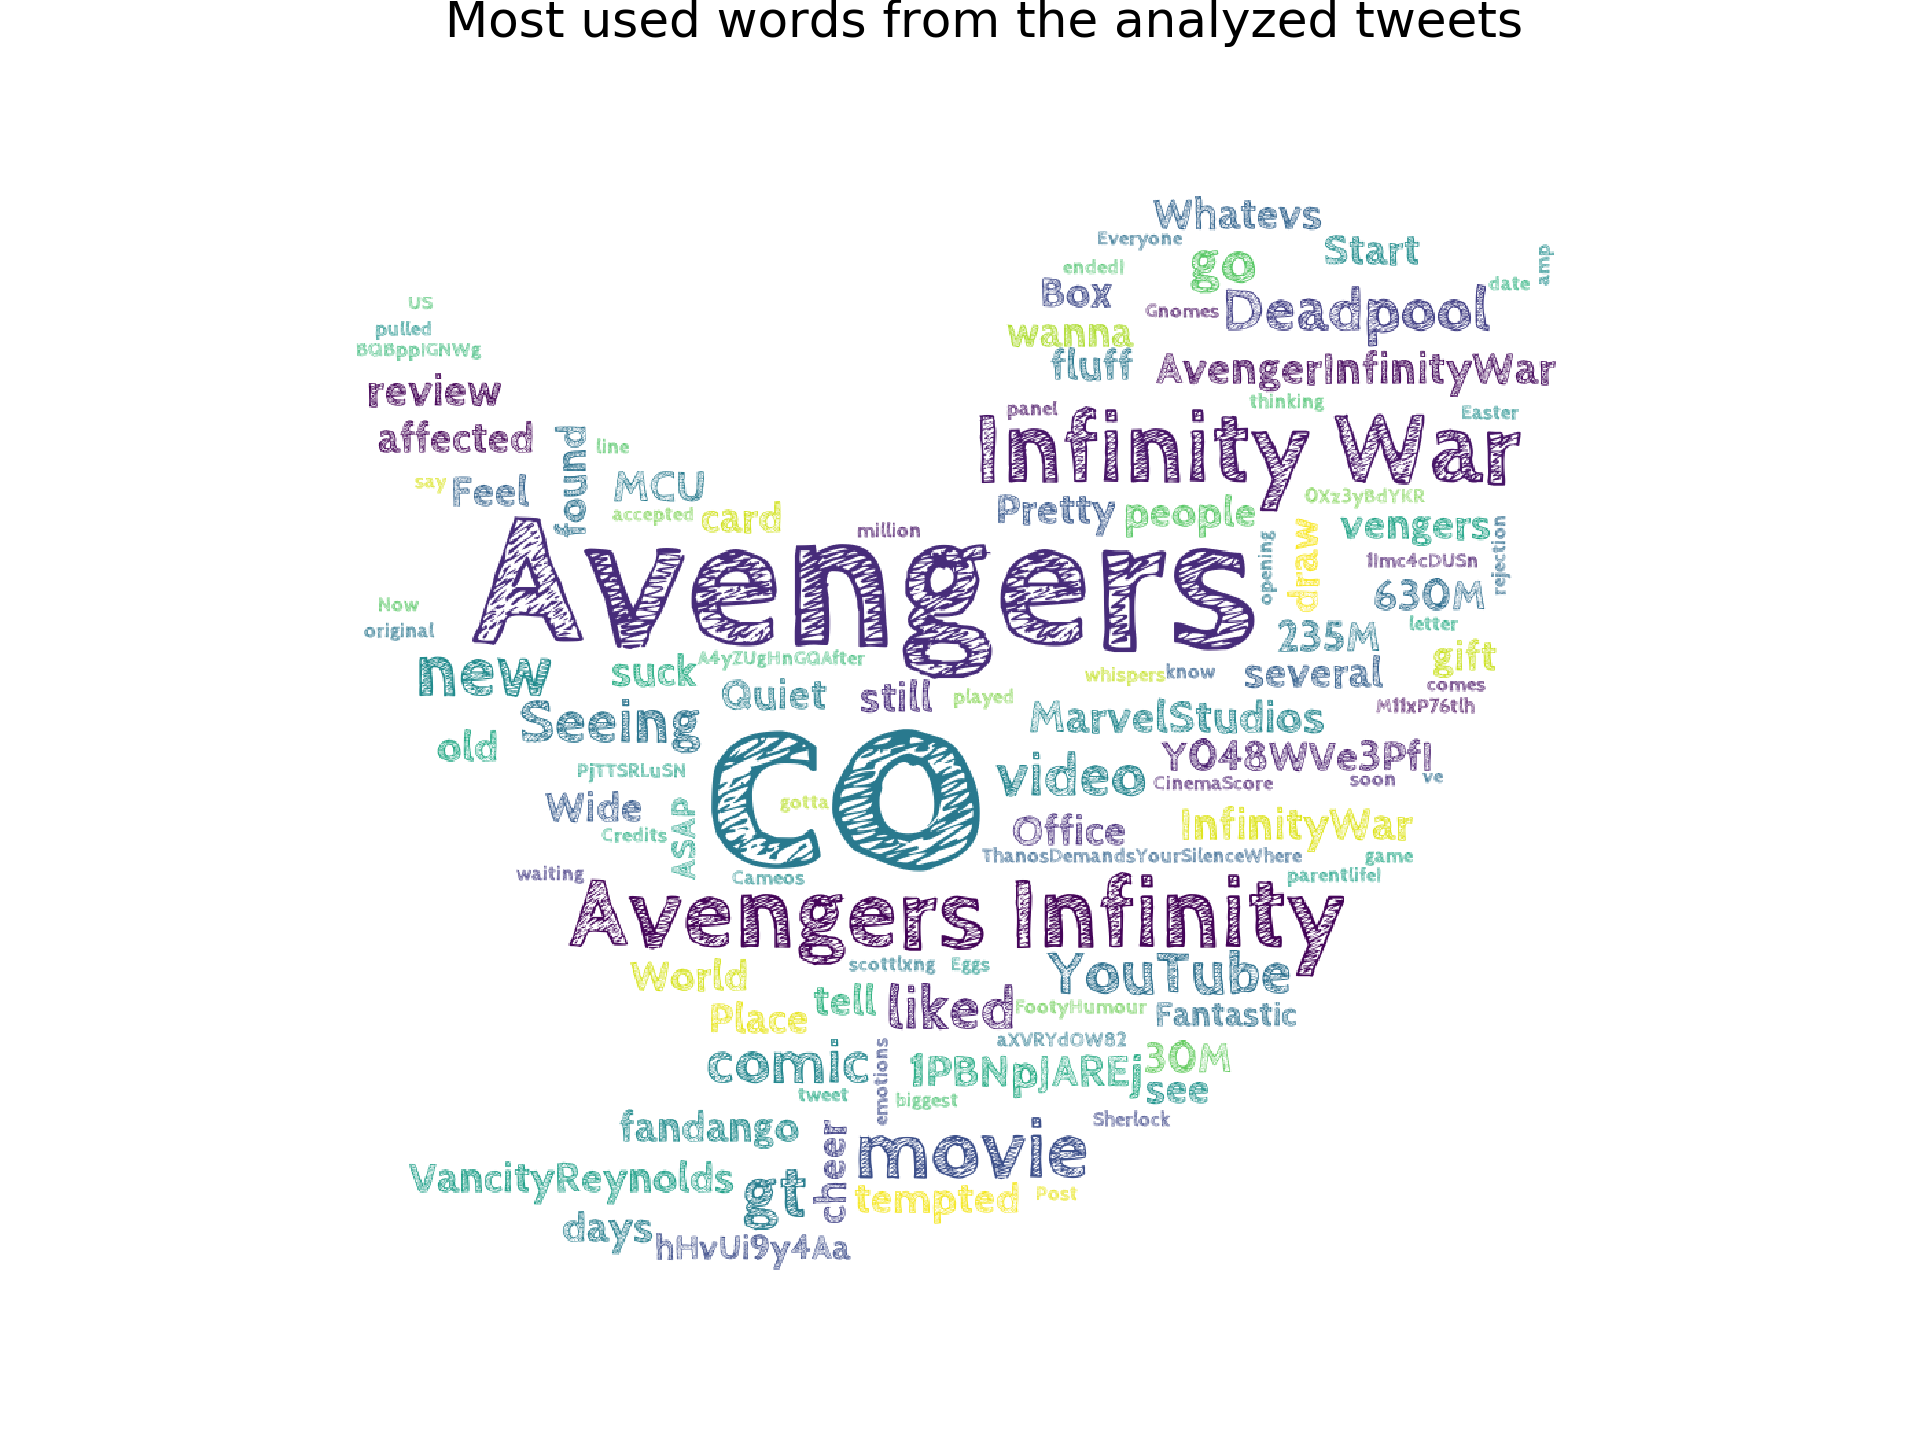 Most used words from the analyzed tweets
Whatevs
Everyone
Start
go
ended!
amp
date
Box
Gnomes
Deadpool
US
pulled
wanna
fluff
AvengerInfinityWar
review
thinking
panel
Easter
affected
line
found
Infinity War
say
Feel
MCU
accepted
card
million
Pretty
people
vengers
rejection
opening
draw
Avengers
630M
Now
original
letter
235M
gift
new
suck
A4yZUgHnGQAfter
whispers
know
several
comes
Quiet
still
played
Seeing
MarvelStudios
old
Y048WVe3Pfl
PjTTSRLuSN
co
video
CinemaScore
soon
ve
Wide
gotta
Credits
ASAP
Office
InfinityWar
ThanosDemandsYourSilenceWhere
game
waiting
Cameos
parentlife!
Avengers Infinity
World
scottlxng
Eggs
YouTube
tell
liked
FootyHumour
Fantastic
Place
aXVRYdOW82
comic
emotions
1PBNpJAREj
30M
see
tweet
biggest
Sherlock
fandango
cheer
movie
VancityReynolds
gt
tempted
Post
days
hHvUi9y4Aa